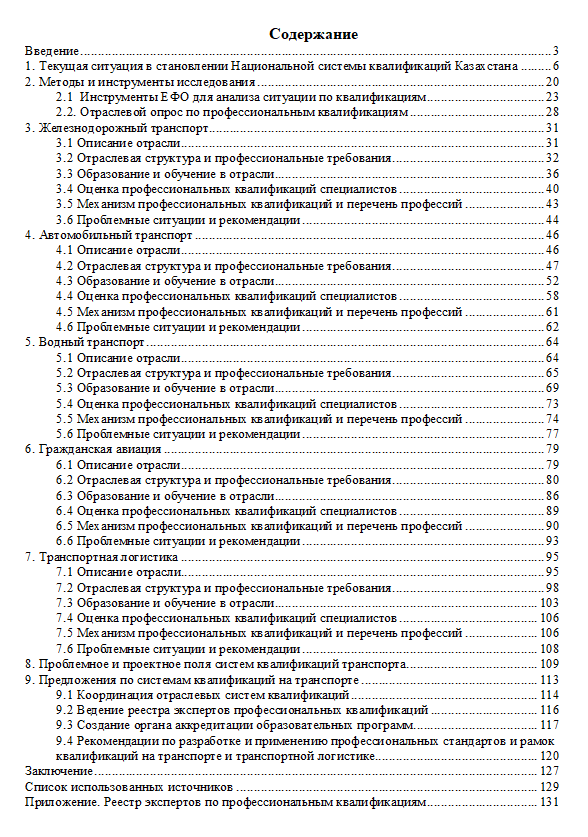 Содержание
Введение 3
1. Текущая ситуация в становлении Национальной системы квалификаций Казахстана 6
2. Методы и инструменты исследования 20
2.1 Инструменты ЕФО для анализа ситуации по квалификациям 23
2.2. Отраслевой опрос по профессиональным квалификациям 28
3. Железнодорожный транспорт 31
3.1 Описание отрасли 31
3.2 Отраслевая структура и профессиональные требования 32
3.3 Образование и обучение в отрасли 36
3.4 Оценка профессиональных квалификаций специалистов 40
3.5 Механизм профессиональных квалификаций и перечень профессий 43
3.6 Проблемные ситуации и рекомендации 44
4. Автомобильный транспорт 46
4.1 Описание отрасли 46
4.2 Отраслевая структура и профессиональные требования 47
4.3 Образование и обучение в отрасли 52
4.4 Оценка профессиональных квалификаций специалистов 58
4.5 Механизм профессиональных квалификаций и перечень профессий 61
4.6 Проблемные ситуации и рекомендации 62
5. Водный транспорт 64
5.1 Описание отрасли 64
5.2 Отраслевая структура и профессиональные требования 65
5.3 Образование и обучение в отрасли 69
5.4 Оценка профессиональных квалификаций специалистов 73
5.5 Механизм профессиональных квалификаций и перечень профессий 74
5.6 Проблемные ситуации и рекомендации 77
6. Гражданская авиация 79
6.1 Описание отрасли 79
6.2 Отраслевая структура и профессиональные требования 80
6.3 Образование и обучение в отрасли 86
6.4 Оценка профессиональных квалификаций специалистов 89
6.5 Механизм профессиональных квалификаций и перечень профессий 90
6.6 Проблемные ситуации и рекомендации 93
7. Транспортная логистика 95
7.1 Описание отрасли 95
7.2 Отраслевая структура и профессиональные требования 98
7.3 Образование и обучение в отрасли 103
7.4 Оценка профессиональных квалификаций специалистов 106
7.5 Механизм профессиональных квалификаций и перечень профессий 106
7.6 Проблемные ситуации и рекомендации 108
8. Проблемное и проектное поля систем квалификаций транспорта 109
9. Предложения по системам квалификаций на транспорте 113
9.1 Координация отраслевых систем квалификаций 114
9.2 Ведение реестра экспертов профессиональных квалификаций 116
9.3 Создание органа аккредитации образовательных программ 117
9.4 Рекомендации по разработке и применению профессиональных стандартов и рамок
квалификаций на транспорте и транспортной логистике 120
Заключение 127
Список использованных источников 129
Приложение. Реестр экспертов по профессиональным квалификациям 131